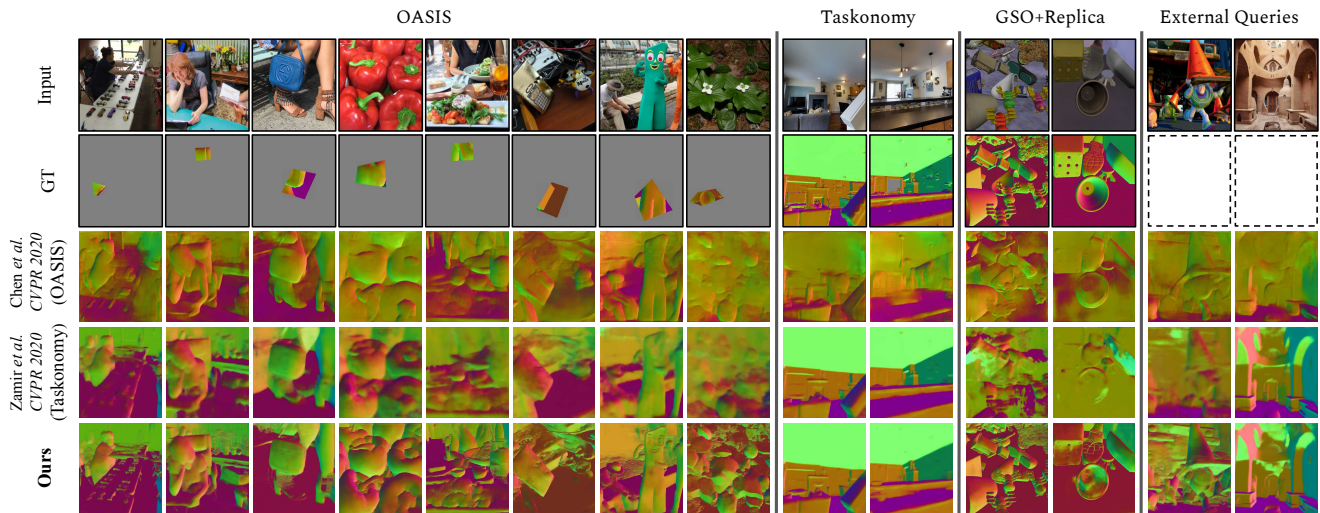 OASIS
Taskonomy
GSO+Replica
External Queries
Input
GT
Chen et al.
CVPR 2020
(OASIS)
Zamir et al.
CVPR 2020
(Taskonomy)
Ours